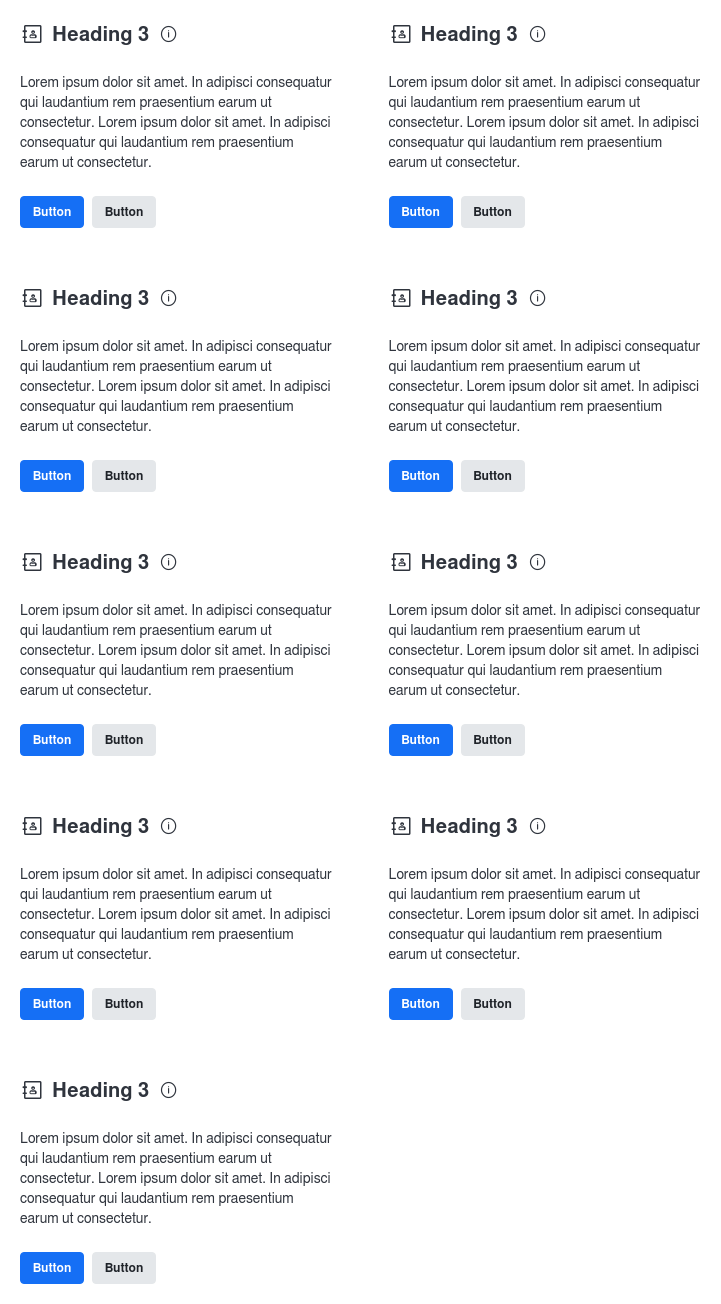 Heading 3
Lorem ipsum dolor sit amet. In adipisci consequatur
qui laudantium rem praesentium earum ut
consectetur. Lorem ipsum dolor sit amet. In adipisci
consequatur qui laudantium rem praesentium
earum ut consectetur.
Button Button
Heading 3
Lorem ipsum dolor sit amet. In adipisci consequatur
qui laudantium rem praesentium earum ut
consectetur. Lorem ipsum dolor sit amet. In adipisci
consequatur qui laudantium rem praesentium
earum ut consectetur.
Button Button
Heading 3
Lorem ipsum dolor sit amet. In adipisci consequatur
qui laudantium rem praesentium earum ut
consectetur. Lorem ipsum dolor sit amet. In adipisci
consequatur qui laudantium rem praesentium
earum ut consectetur.
Button Button
Heading 3
Lorem ipsum dolor sit amet. In adipisci consequatur
qui laudantium rem praesentium earum ut
consectetur. Lorem ipsum dolor sit amet. In adipisci
consequatur qui laudantium rem praesentium
earum ut consectetur.
Button Button
Heading 3
Lorem ipsum dolor sit amet. In adipisci consequatur
qui laudantium rem praesentium earum ut
consectetur. Lorem ipsum dolor sit amet. In adipisci
consequatur qui laudantium rem praesentium
earum ut consectetur.
Button Button
Heading 3
Lorem ipsum dolor sit amet. In adipisci consequatur
qui laudantium rem praesentium earum ut
consectetur. Lorem ipsum dolor sit amet. In adipisci
consequatur qui laudantium rem praesentium
earum ut consectetur.
Button Button
Heading 3
Lorem ipsum dolor sit amet. In adipisci consequatur
qui laudantium rem praesentium earum ut
consectetur. Lorem ipsum dolor sit amet. In adipisci
consequatur qui laudantium rem praesentium
earum ut consectetur.
Button Button
Heading 3
Lorem ipsum dolor sit amet. In adipisci consequatur
qui laudantium rem praesentium earum ut
consectetur. Lorem ipsum dolor sit amet. In adipisci
consequatur qui laudantium rem praesentium
earum ut consectetur.
Button Button
Heading 3
Lorem ipsum dolor sit amet. In adipisci consequatur
qui laudantium rem praesentium earum ut
consectetur. Lorem ipsum dolor sit amet. In adipisci
consequatur qui laudantium rem praesentium
earum ut consectetur.
Button Button